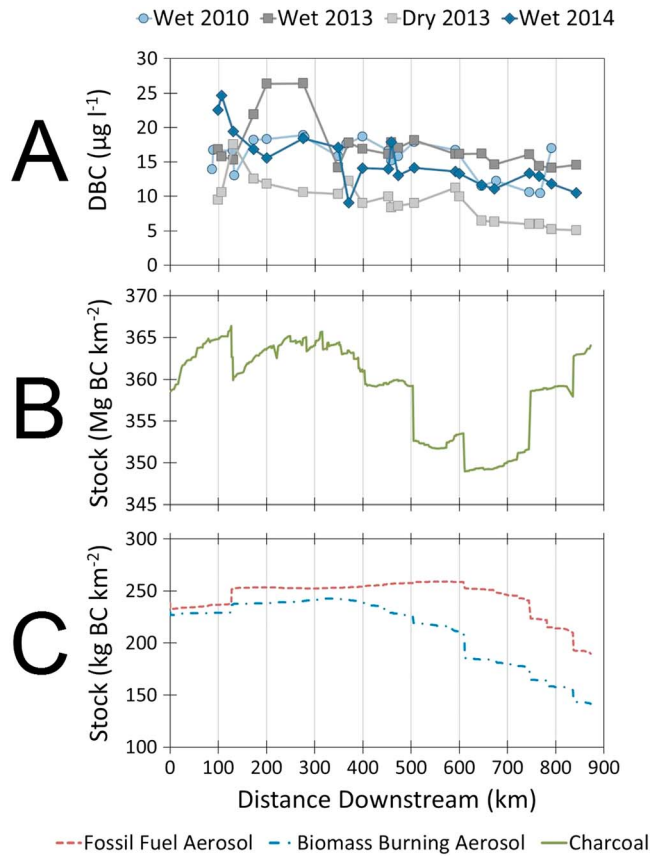 Wet 2010 Wet 2013 Dry 2013 Wet 2014
A
DBC (µg l-1)
30
25
20
15
10
5
0
B
Stock (Mg BC km-2)
370
365
360
355
350
345
C
Stock (kg BC km-2)
300
250
200
150
100
0 100 200 300 400 500 600 700 800 900
Distance Downstream (km)
Fossil Fuel Aerosol Biomass Burning Aerosol Charcoal